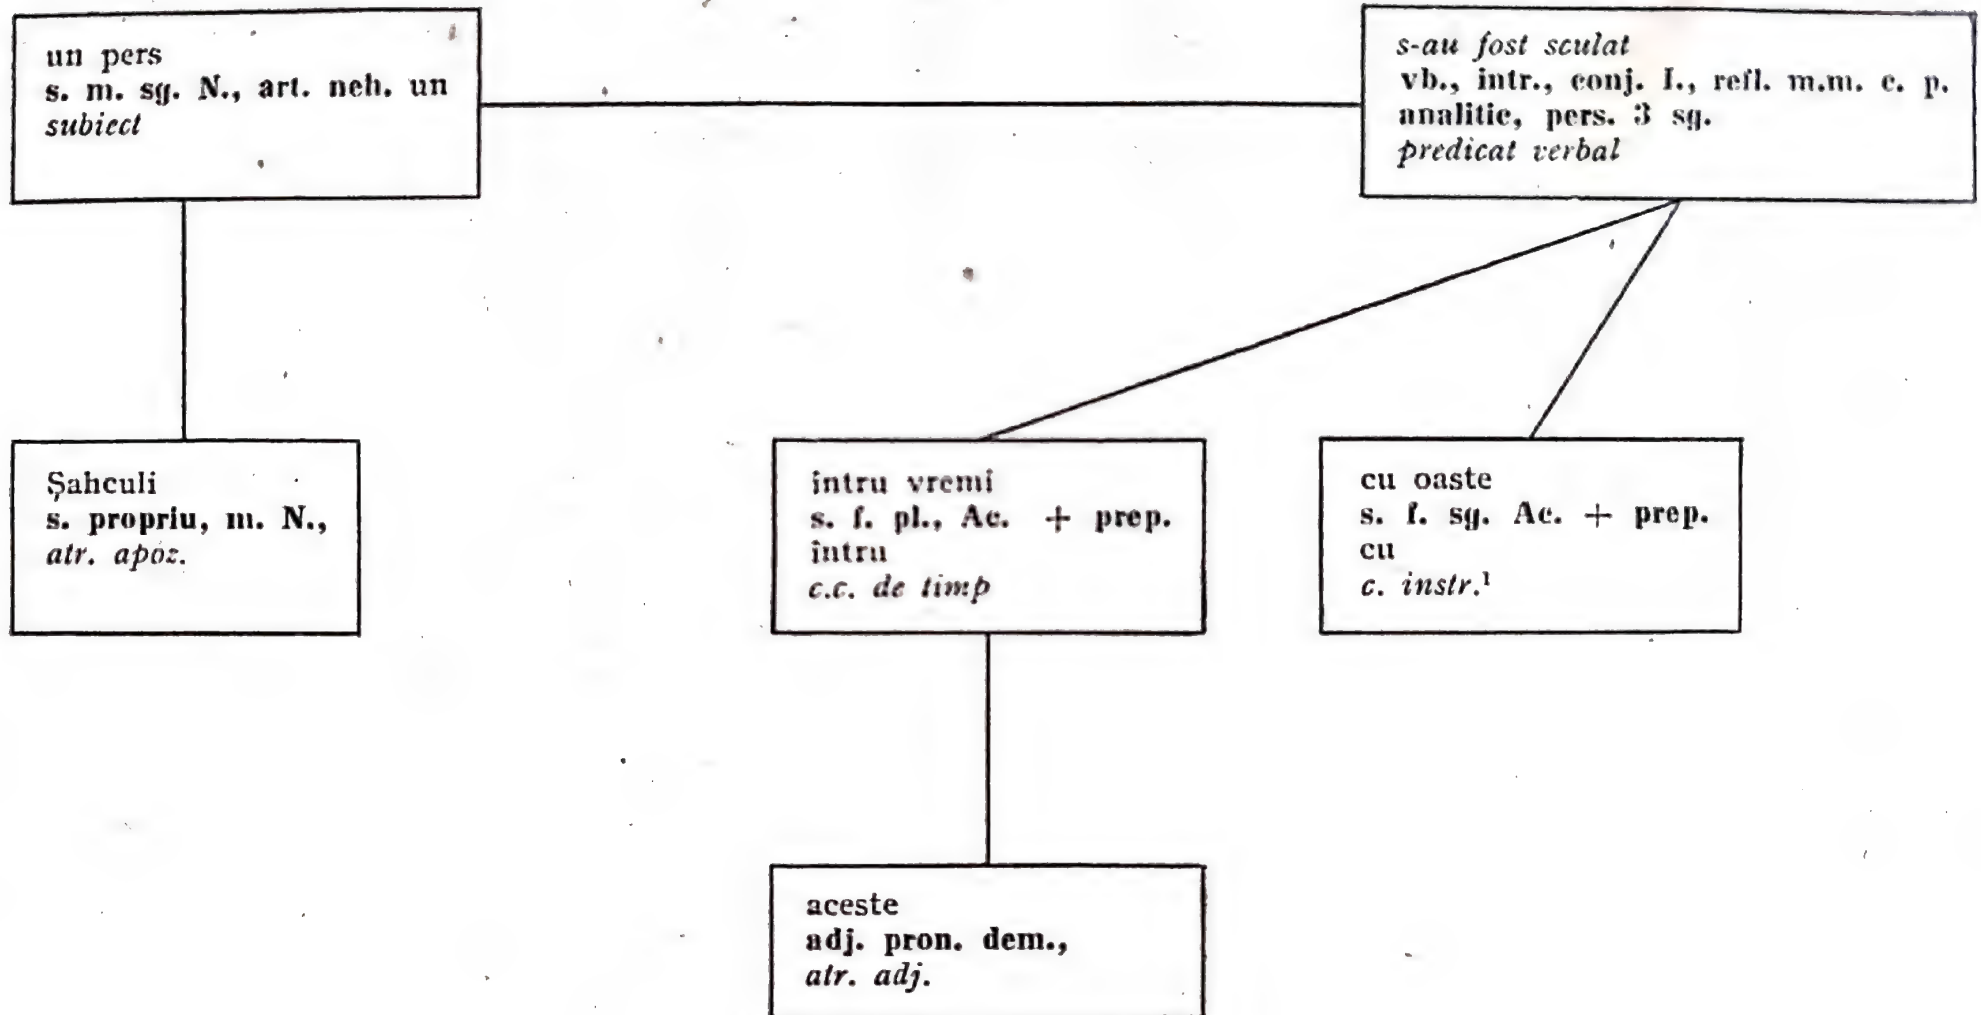 un pers
s. m. sg. N., art. neh. un
subiect
s-au fost sculat
vb., intr., conj. I., refl. m.m. c. p.
analitic, pers. 3 sg.
predicat verbal
Șahculi
s. propriu, m. N.,
atr. apoz.
întru vremi
s. f. pl., Ac. + prep.
întru
c.c. de timp
cu oaste
s. f. sg. Ac. + prep.
cu
c. instr.¹
aceste
adj. pron. dem.,
atr. adj.